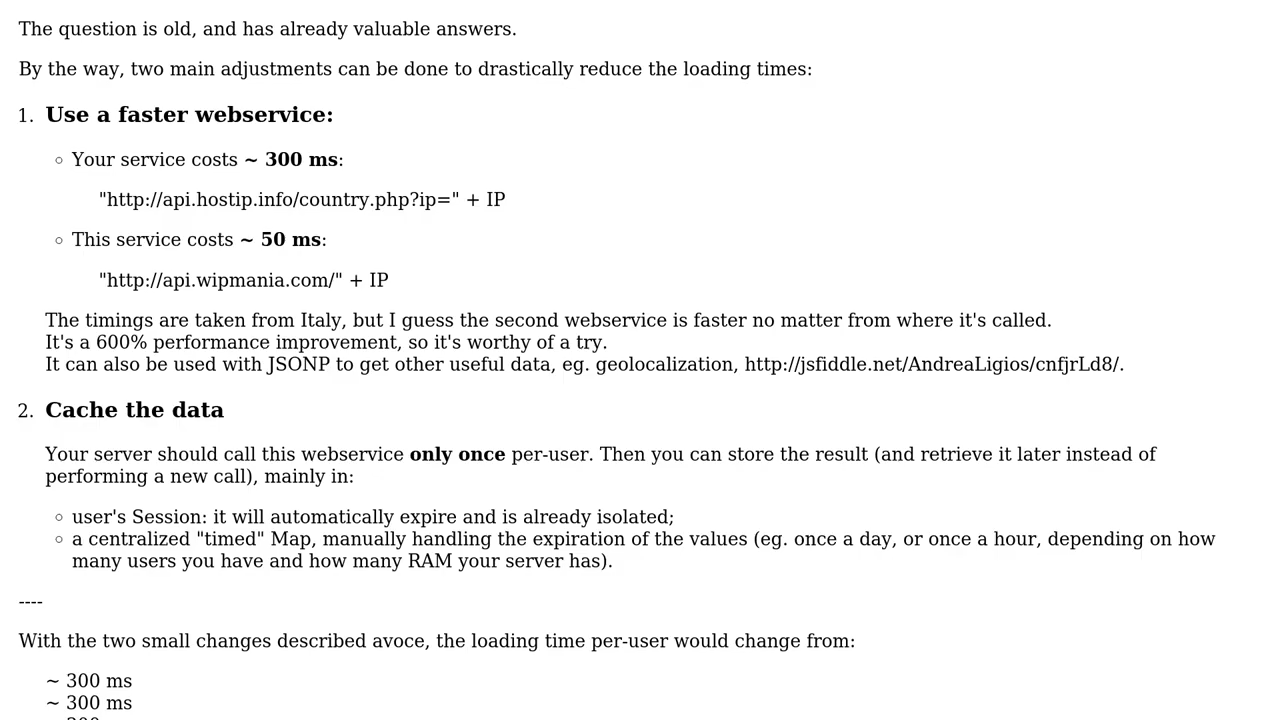 The question is old, and has already valuable answers.
By the way, two main adjustments can be done to drastically reduce the loading times:
1. Use a faster webservice:
◦ Your service costs ~ 300 ms:
"http://api.hostip.info/country.php?ip=" + IP
◦ This service costs ~ 50 ms:
"http://api.wipmania.com/" + IP
The timings are taken from Italy, but I guess the second webservice is faster no matter from where it's called.
It's a 600% performance improvement, so it's worthy of a try.
It can also be used with JSONP to get other useful data, eg. geolocalization, http://jsfiddle.net/AndreaLigios/cnfjrLd8/.
2. Cache the data
Your server should call this webservice only once per-user. Then you can store the result (and retrieve it later instead of
performing a new call), mainly in:
◦ user's Session: it will automatically expire and is already isolated;
◦ a centralized "timed" Map, manually handling the expiration of the values (eg. once a day, or once a hour, depending on how
many users you have and how many RAM your server has).
----
With the two small changes described avoce, the loading time per-user would change from:
~ 300 ms
~ 300 ms